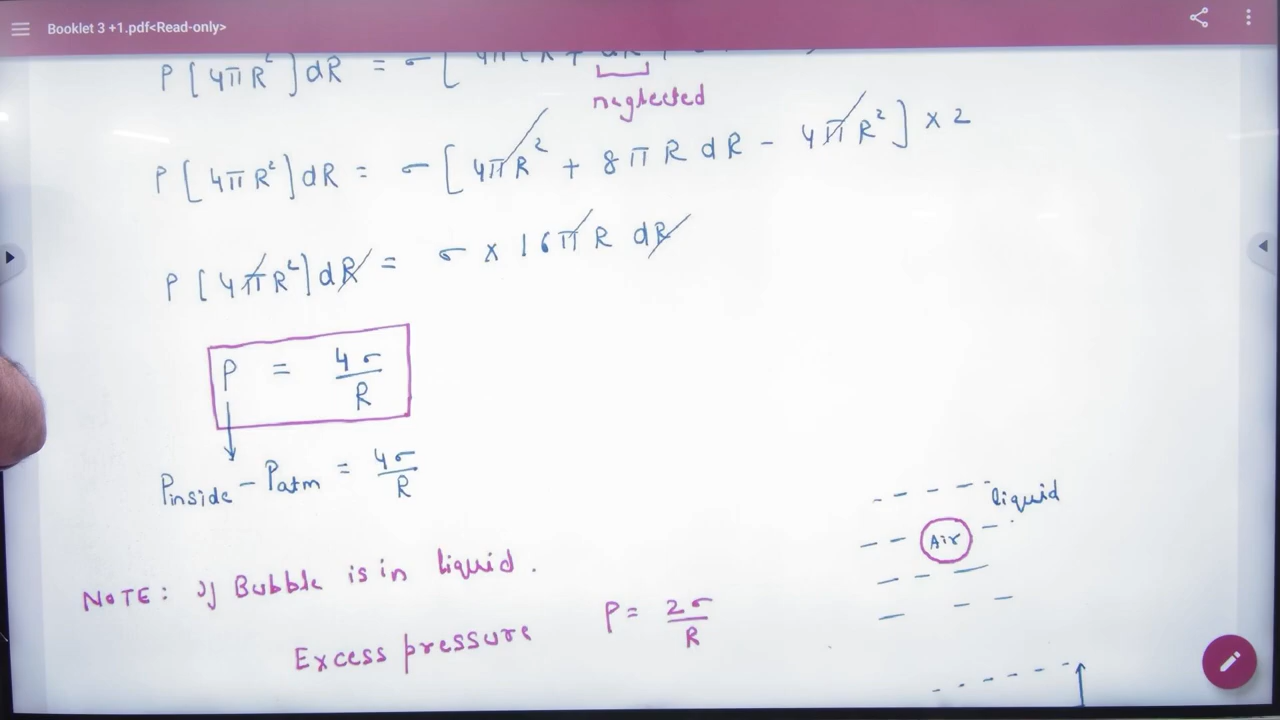 Booklet 3 +1.pdf<Read-only>
P [4πR²] dR = σ [
neglected
P [4πR²] dR = σ [4πR² + 8πR dR - 4πR²] × 2
P [4πR²] dR = σ × 16πR dR
P = 4σ/R
Pinside - Patm = 4σ/R
liquid
Air
NOTE: If Bubble is in liquid.
Excess pressure P = 2σ/R